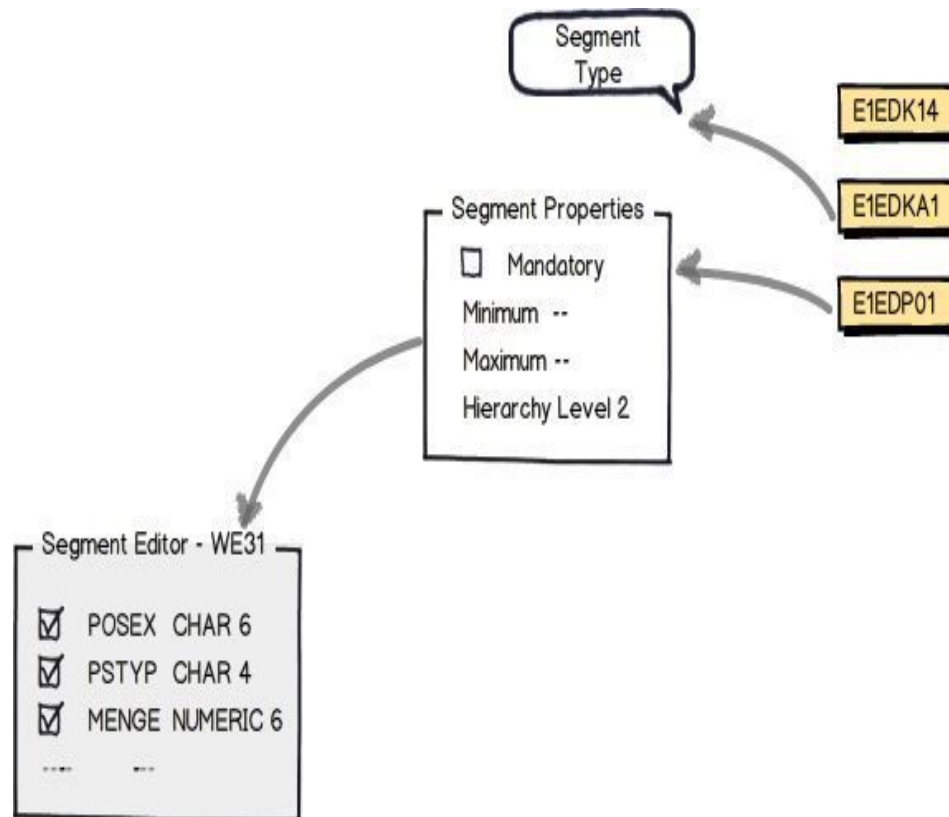 Segment
Type
E1EDK14
E1EDKA1
E1EDP01
Segment Properties
Mandatory
Minimum --
Maximum --
Hierarchy Level 2
Segment Editor - WE31
POSEX CHAR 6
PSTYP CHAR 4
MENGE NUMERIC 6
---- ---